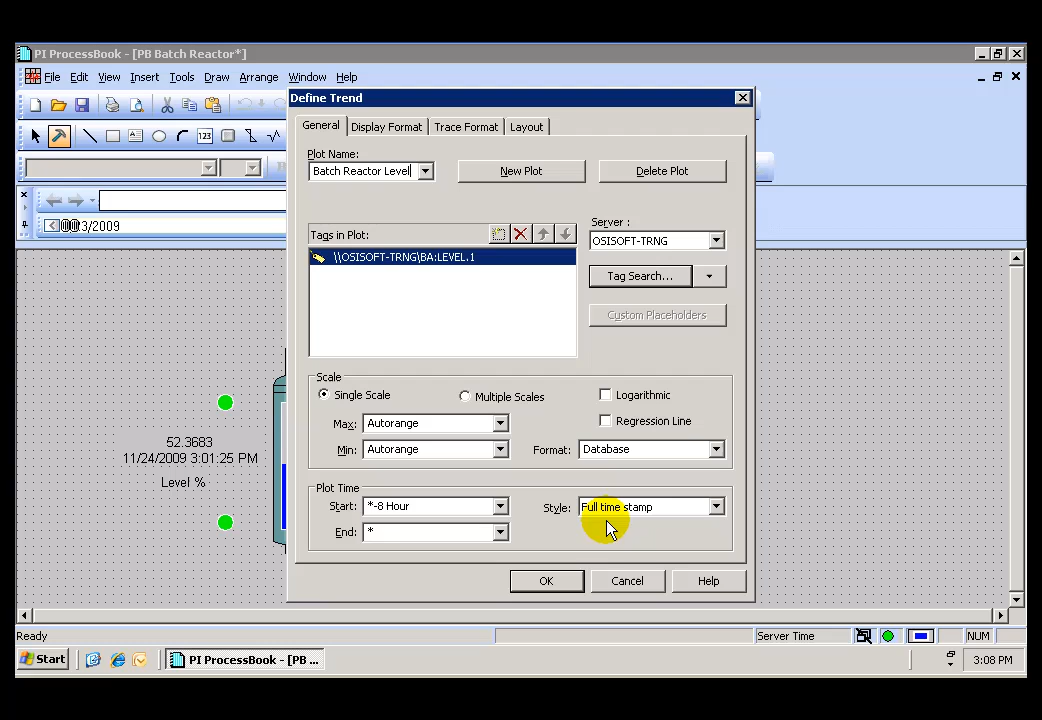 PI ProcessBook - [PB Batch Reactor*]
File Edit View Insert Tools Draw Arrange Window Help
Define Trend
General Display Format Trace Format Layout
Plot Name:
Batch Reactor Level New Plot Delete Plot
Server :
Tags in Plot: OSISOFT-TRNG
\\OSISOFT-TRNG\BA:LEVEL.1
Tag Search...
Custom Placeholders
Scale
Single Scale Multiple Scales Logarithmic
Max: Autorange Regression Line
Min: Autorange Format: Database
Plot Time
Start: *-8 Hour Style: Full time stamp
End: *
OK Cancel Help
123
3/2009
52.3683
11/24/2009 3:01:25 PM
Level %
Ready Server Time NUM
Start PI ProcessBook - [PB ... 3:08 PM